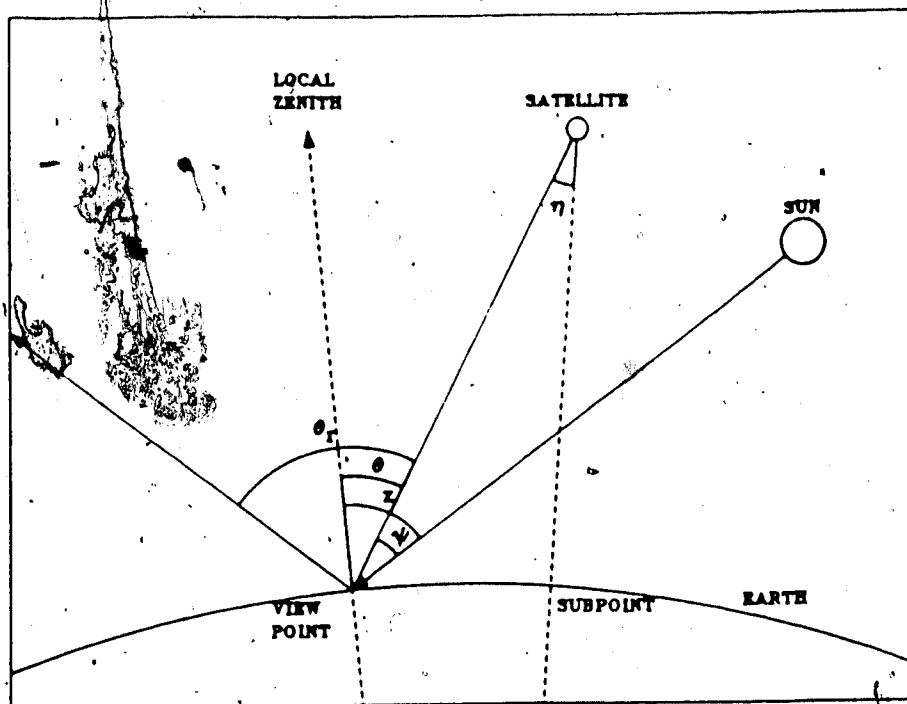 LOCAL
ZENITH
SATELLITE
η
SUN
θr
θ
Z
ψ
VIEW
POINT
SUBPOINT
EARTH